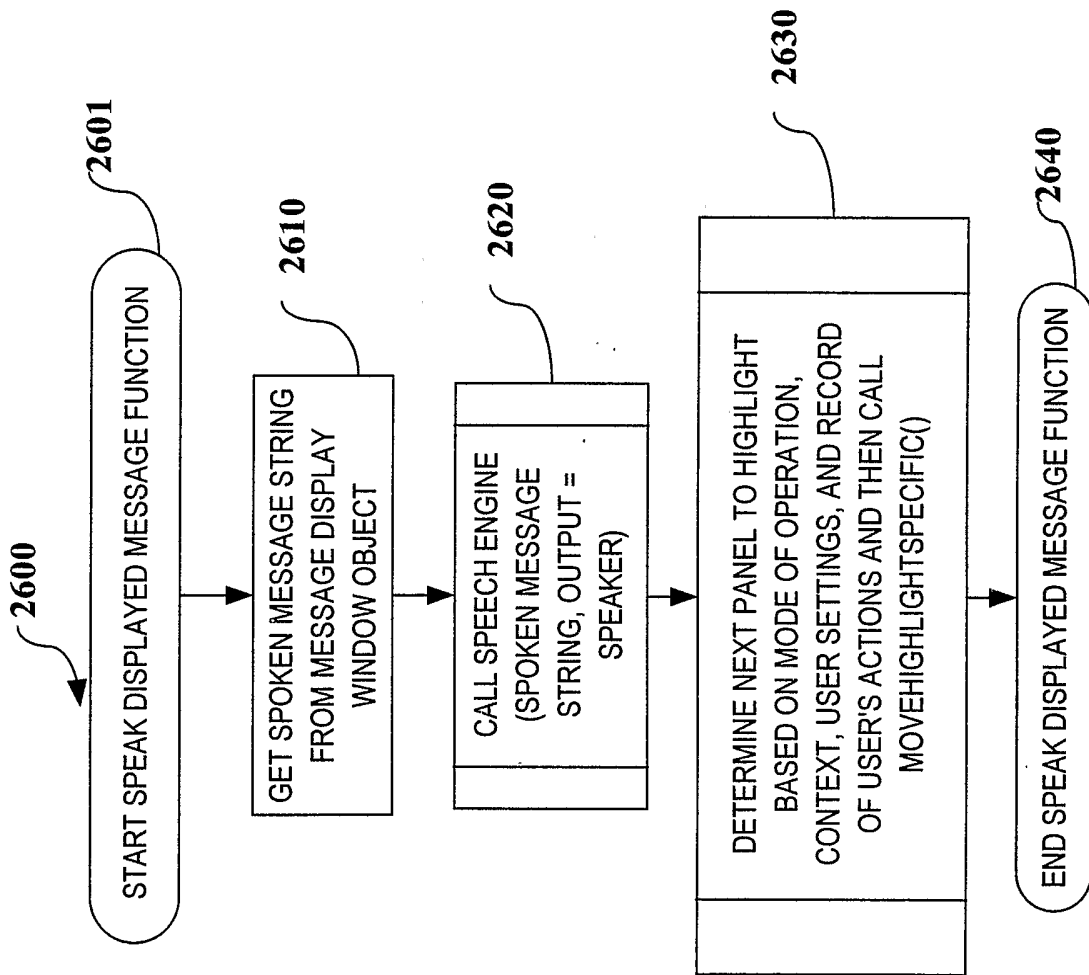 2600
2601
START SPEAK DISPLAYED MESSAGE FUNCTION
2610
GET SPOKEN MESSAGE STRING
FROM MESSAGE DISPLAY
WINDOW OBJECT
2620
CALL SPEECH ENGINE
(SPOKEN MESSAGE
STRING, OUTPUT =
SPEAKER)
2630
DETERMINE NEXT PANEL TO HIGHLIGHT
BASED ON MODE OF OPERATION,
CONTEXT, USER SETTINGS, AND RECORD
OF USER'S ACTIONS AND THEN CALL
MOVEHIGHLIGHTSPECIFIC()
2640
END SPEAK DISPLAYED MESSAGE FUNCTION